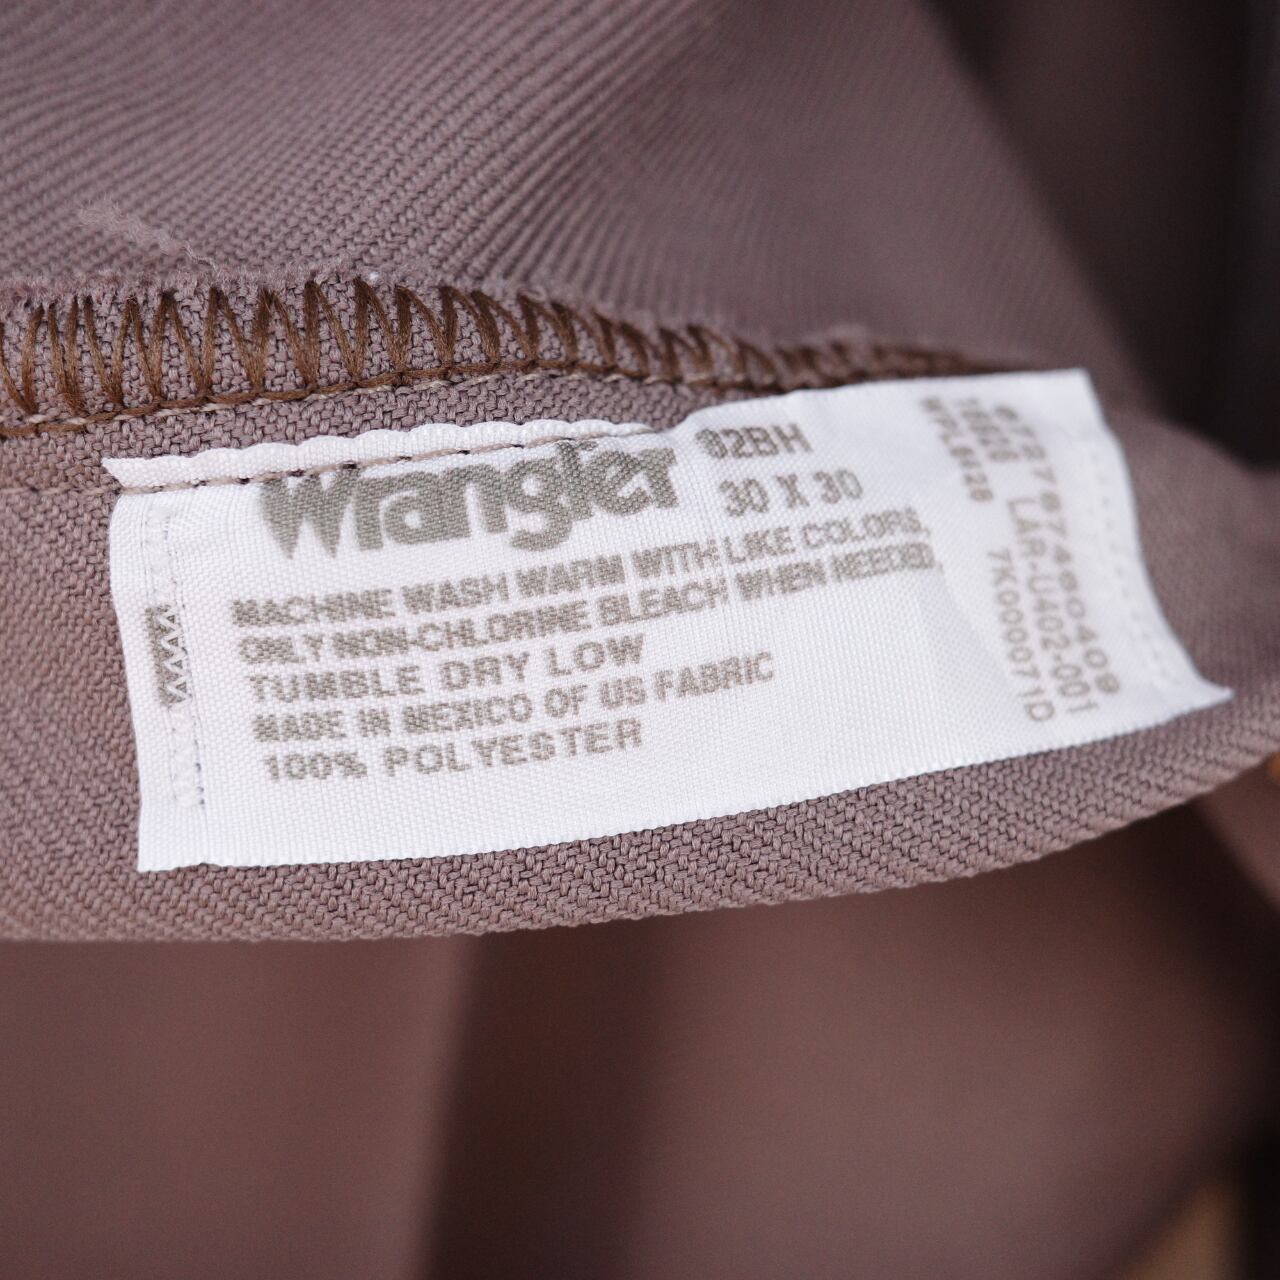 Wrangler
82BH
30 X 30
MACHINE WASH WARM WITH LIKE COLORS.
ONLY NON-CHLORINE BLEACH WHEN NEEDED.
TUMBLE DRY LOW
MADE IN MEXICO OF US FABRIC
100% POLYESTER
LAR-U402-001
7K000071D